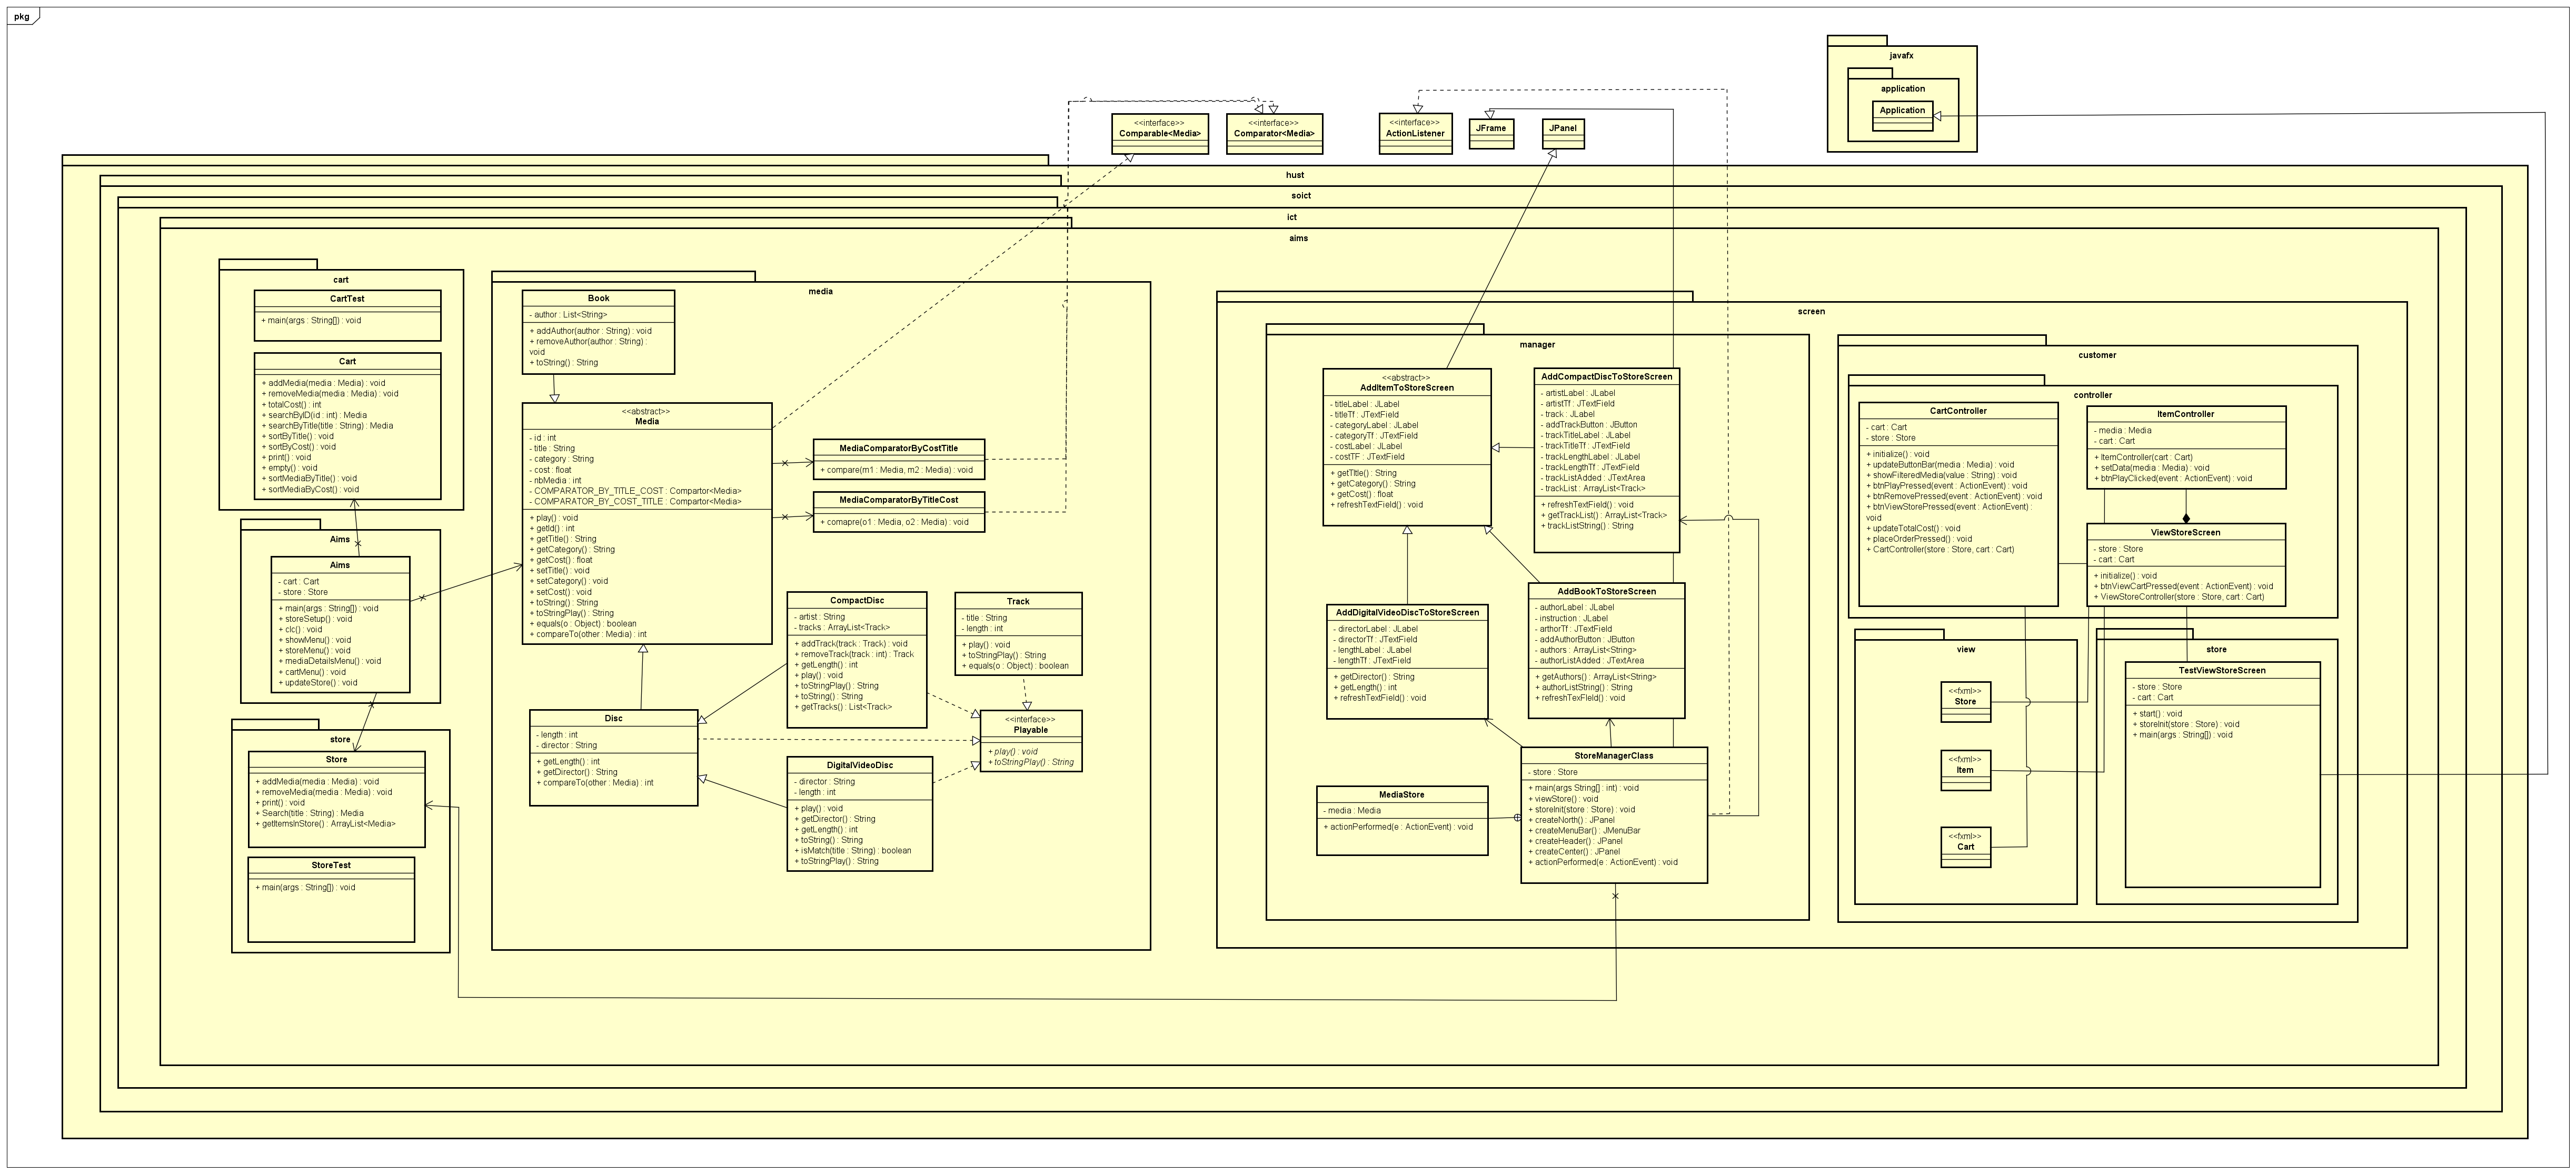 pkg
javafx
application
Application
<<interface>>
Comparable<Media>
<<interface>>
Comparator<Media>
<<interface>>
ActionListener
JFrame
JPanel
hust
soict
ict
aims
cart
CartTest
+ main(args : String[]) : void
Cart
+ addMedia(media : Media) : void
+ removeMedia(media : Media) : void
+ totalCost() : int
+ searchByID(id : int) : Media
+ searchByTitle(title : String) : Media
+ sortByTitle() : void
+ sortByCost() : void
+ print() : void
+ empty() : void
+ sortMediaByTitle() : void
+ sortMediaByCost() : void
Aims
Aims
- cart : Cart
- store : Store
+ main(args : String[]) : void
+ storeSetup() : void
+ clc() : void
+ showMenu() : void
+ storeMenu() : void
+ mediaDetailsMenu() : void
+ cartMenu() : void
+ updateStore() : void
store
Store
+ addMedia(media : Media) : void
+ removeMedia(media : Media) : void
+ print() : void
+ Search(title : String) : Media
+ getItemsInStore() : ArrayList<Media>
StoreTest
+ main(args : String[]) : void
media
Book
- author : List<String>
+ addAuthor(author : String) : void
+ removeAuthor(author : String) :
void
+ toString() : String
<<abstract>>
Media
- id : int
- title : String
- category : String
- cost : float
- nbMedia : int
- COMPARATOR_BY_TITLE_COST : Compartor<Media>
- COMPARATOR_BY_COST_TITLE : Compartor<Media>
+ play() : void
+ getId() : int
+ getTitle() : String
+ getCategory() : String
+ getCost() : float
+ setTitle() : void
+ setCategory() : void
+ setCost() : void
+ toString() : String
+ toStringPlay() : String
+ equals(o : Object) : boolean
+ compareTo(other : Media) : int
MediaComparatorByCostTitle
+ compare(m1 : Media, m2 : Media) : void
MediaComparatorByTitleCost
+ comapre(o1 : Media, o2 : Media) : void
CompactDisc
- artist : String
- tracks : ArrayList<Track>
+ addTrack(track : Track) : void
+ removeTrack(track : int) : Track
+ getLength() : int
+ play() : void
+ toStringPlay() : String
+ toString() : String
+ getTracks() : List<Track>
Track
- title : String
- length : int
+ play() : void
+ toStringPlay() : String
+ equals(o : Object) : boolean
Disc
- length : int
- director : String
+ getLength() : int
+ getDirector() : String
+ compareTo(other : Media) : int
<<interface>>
Playable
+ play() : void
+ toStringPlay() : String
DigitalVideoDisc
- director : String
- length : int
+ play() : void
+ getDirector() : String
+ getLength() : int
+ toString() : String
+ isMatch(title : String) : boolean
+ toStringPlay() : String
screen
manager
<<abstract>>
AddItemToStoreScreen
- titleLabel : JLabel
- titleTf : JTextField
- categoryLabel : JLabel
- categoryTf : JTextField
- costLabel : JLabel
- costTF : JTextField
+ getTitle() : String
+ getCategory() : String
+ getCost() : float
+ refreshTextField() : void
AddCompactDiscToStoreScreen
- artistLabel : JLabel
- artistTf : JTextField
- track : JLabel
- addTrackButton : JButton
- trackTitleLabel : JLabel
- trackTitleTf : JTextField
- trackLengthLabel : JLabel
- trackLengthTf : JTextField
- trackListAdded : JTextArea
- trackList : ArrayList<Track>
+ refreshTextField() : void
+ getTrackList() : ArrayList<Track>
+ trackListString() : String
AddDigitalVideoDiscToStoreScreen
- directorLabel : JLabel
- directorTf : JTextField
- lengthLabel : JLabel
- lengthTf : JTextField
+ getDirector() : String
+ getLength() : int
+ refreshTextField() : void
AddBookToStoreScreen
- authorLabel : JLabel
- instruction : JLabel
- arthorTf : JTextField
- addAuthorButton : JButton
- authors : ArrayList<String>
- authorListAdded : JTextArea
+ getAuthors() : ArrayList<String>
+ authorListString() : String
+ refreshTexField() : void
StoreManagerClass
- store : Store
+ main(args String[] : int) : void
+ viewStore() : void
+ storeInit(store : Store) : void
+ createNorth() : JPanel
+ createMenuBar() : JMenuBar
+ createHeader() : JPanel
+ createCenter() : JPanel
+ actionPerformed(e : ActionEvent) : void
MediaStore
- media : Media
+ actionPerformed(e : ActionEvent) : void
customer
controller
CartController
- cart : Cart
- store : Store
+ initialize() : void
+ updateButtonBar(media : Media) : void
+ showFilteredMedia(value : String) : void
+ btnPlayPressed(event : ActionEvent) : void
+ btnRemovePressed(event : ActionEvent) : void
+ btnViewStorePressed(event : ActionEvent) :
void
+ updateTotalCost() : void
+ placeOrderPressed() : void
+ CartController(store : Store, cart : Cart)
ItemController
- media : Media
- cart : Cart
+ ItemController(cart : Cart)
+ setData(media : Media) : void
+ btnPlayClicked(event : ActionEvent) : void
ViewStoreScreen
- store : Store
- cart : Cart
+ initialize() : void
+ btnViewCartPressed(event : ActionEvent) : void
+ ViewStoreController(store : Store, cart : Cart)
view
<<fxml>>
Store
<<fxml>>
Item
<<fxml>>
Cart
store
TestViewStoreScreen
- store : Store
- cart : Cart
+ start() : void
+ storeInit(store : Store) : void
+ main(args : String[]) : void